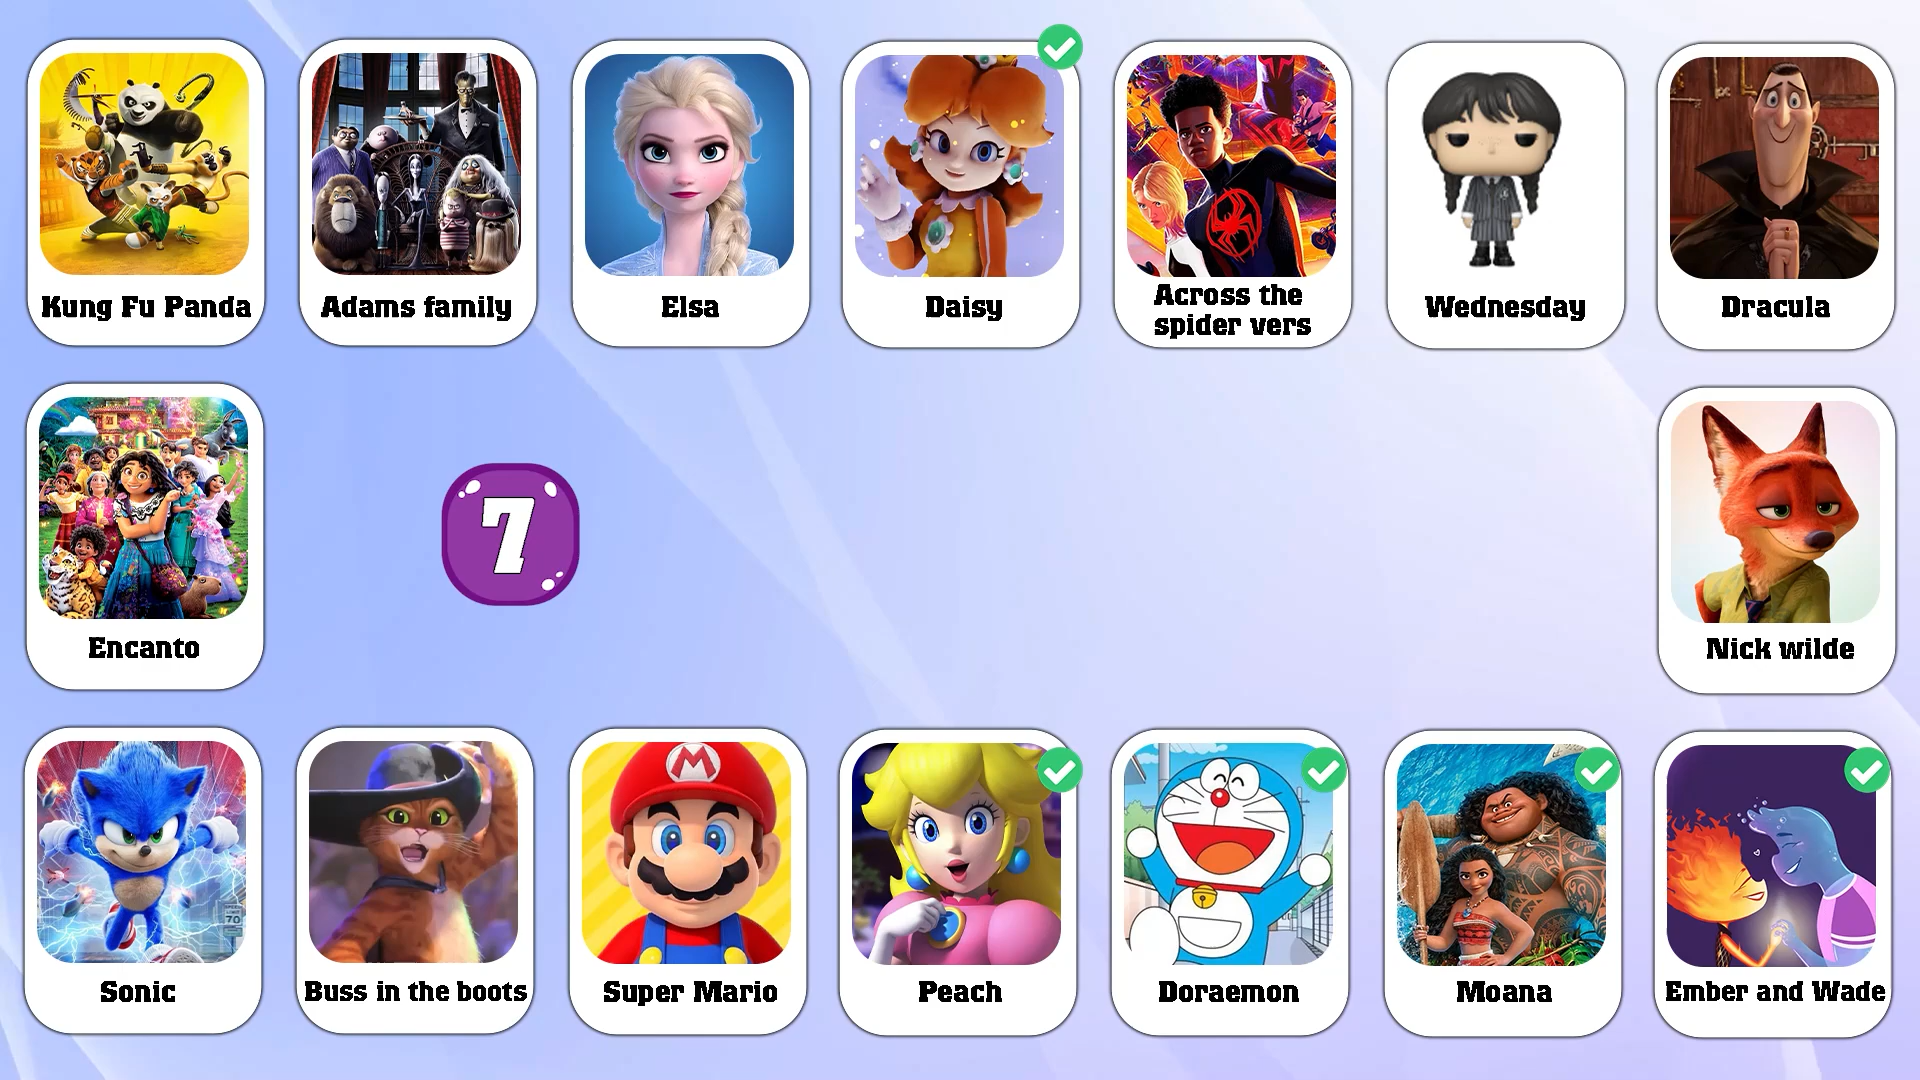 Kung Fu Panda
Adams family
Elsa
Daisy
Across the
spider vers
Wednesday
Dracula
Encanto
7
Nick wilde
M
70
Sonic
Buss in the boots
Super Mario
Peach
Doraemon
Moana
Ember and Wade